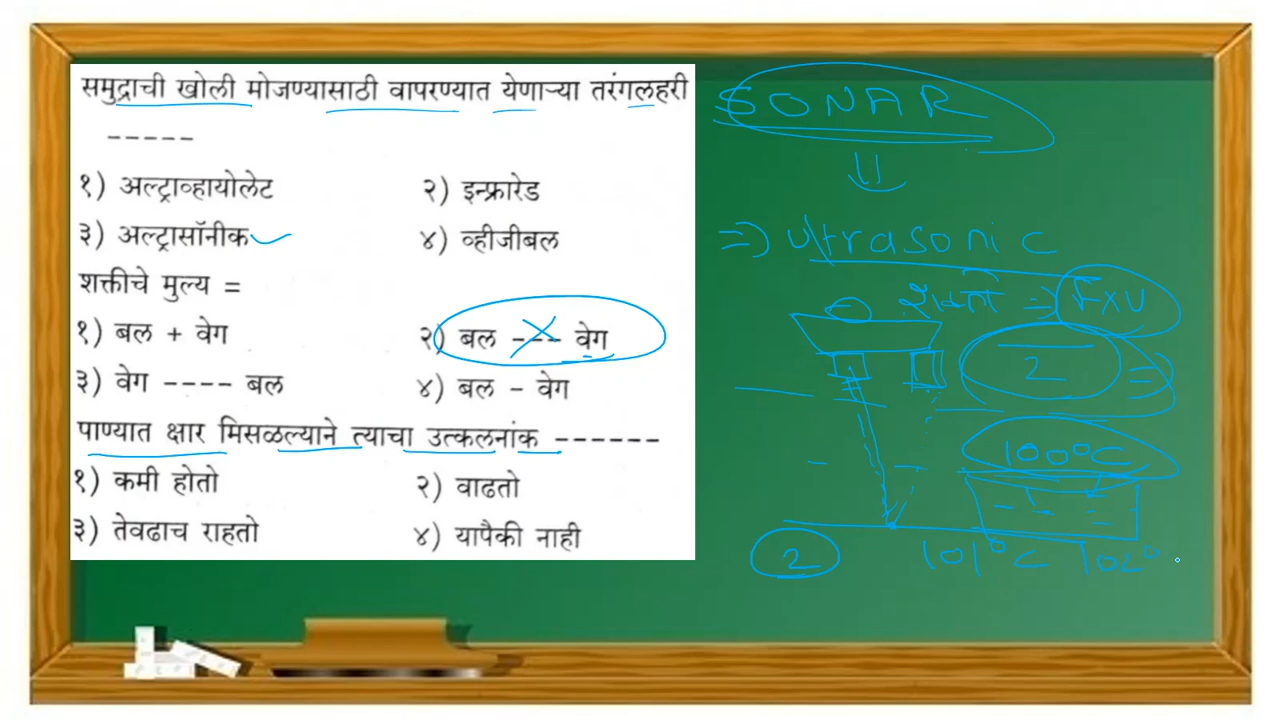 समुद्राची खोली मोजण्यासाठी वापरण्यात येणाऱ्या तरंगलहरी
-----
१) अल्ट्राव्हायोलेट २) इन्फ्रारेड
३) अल्ट्रासॉनीक ४) व्हीजीबल
शक्तीचे मुल्य =
१) बल + वेग २) बल ---- वेग
३) वेग ---- बल ४) बल - वेग
पाण्यात क्षार मिसळल्याने त्याचा उत्कलनांक ------
१) कमी होतो २) वाढतो
३) तेवढाच राहतो ४) यापैकी नाही
SONAR
⇓
=) Ultrasonic
=) F×U
2 =)
100°C
2 101°C 102°